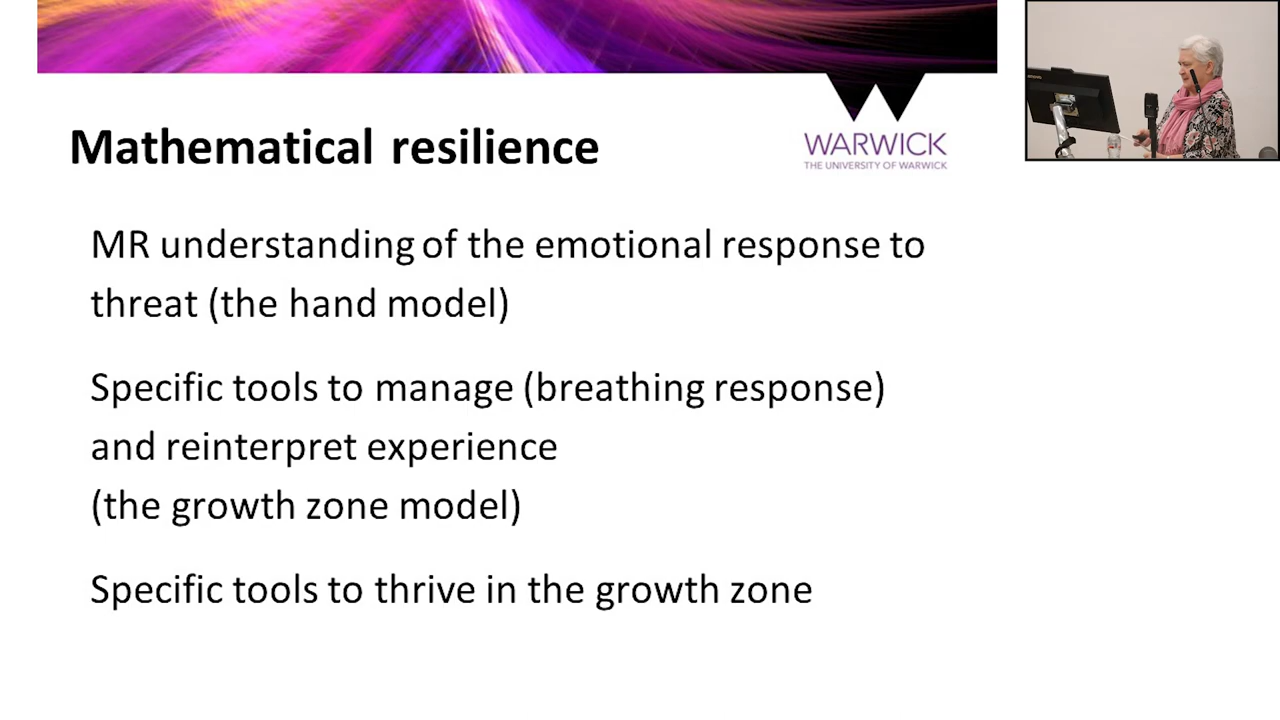 Mathematical resilience
WARWICK
THE UNIVERSITY OF WARWICK
MR understanding of the emotional response to
threat (the hand model)
Specific tools to manage (breathing response)
and reinterpret experience
(the growth zone model)
Specific tools to thrive in the growth zone